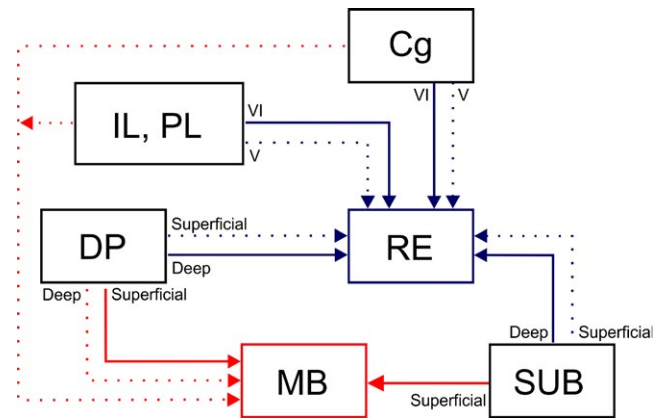 Cg
VI V
IL, PL
VI
V
DP
Superficial
Deep
RE
Deep Superficial
Deep Superficial
MB
SUB
Superficial